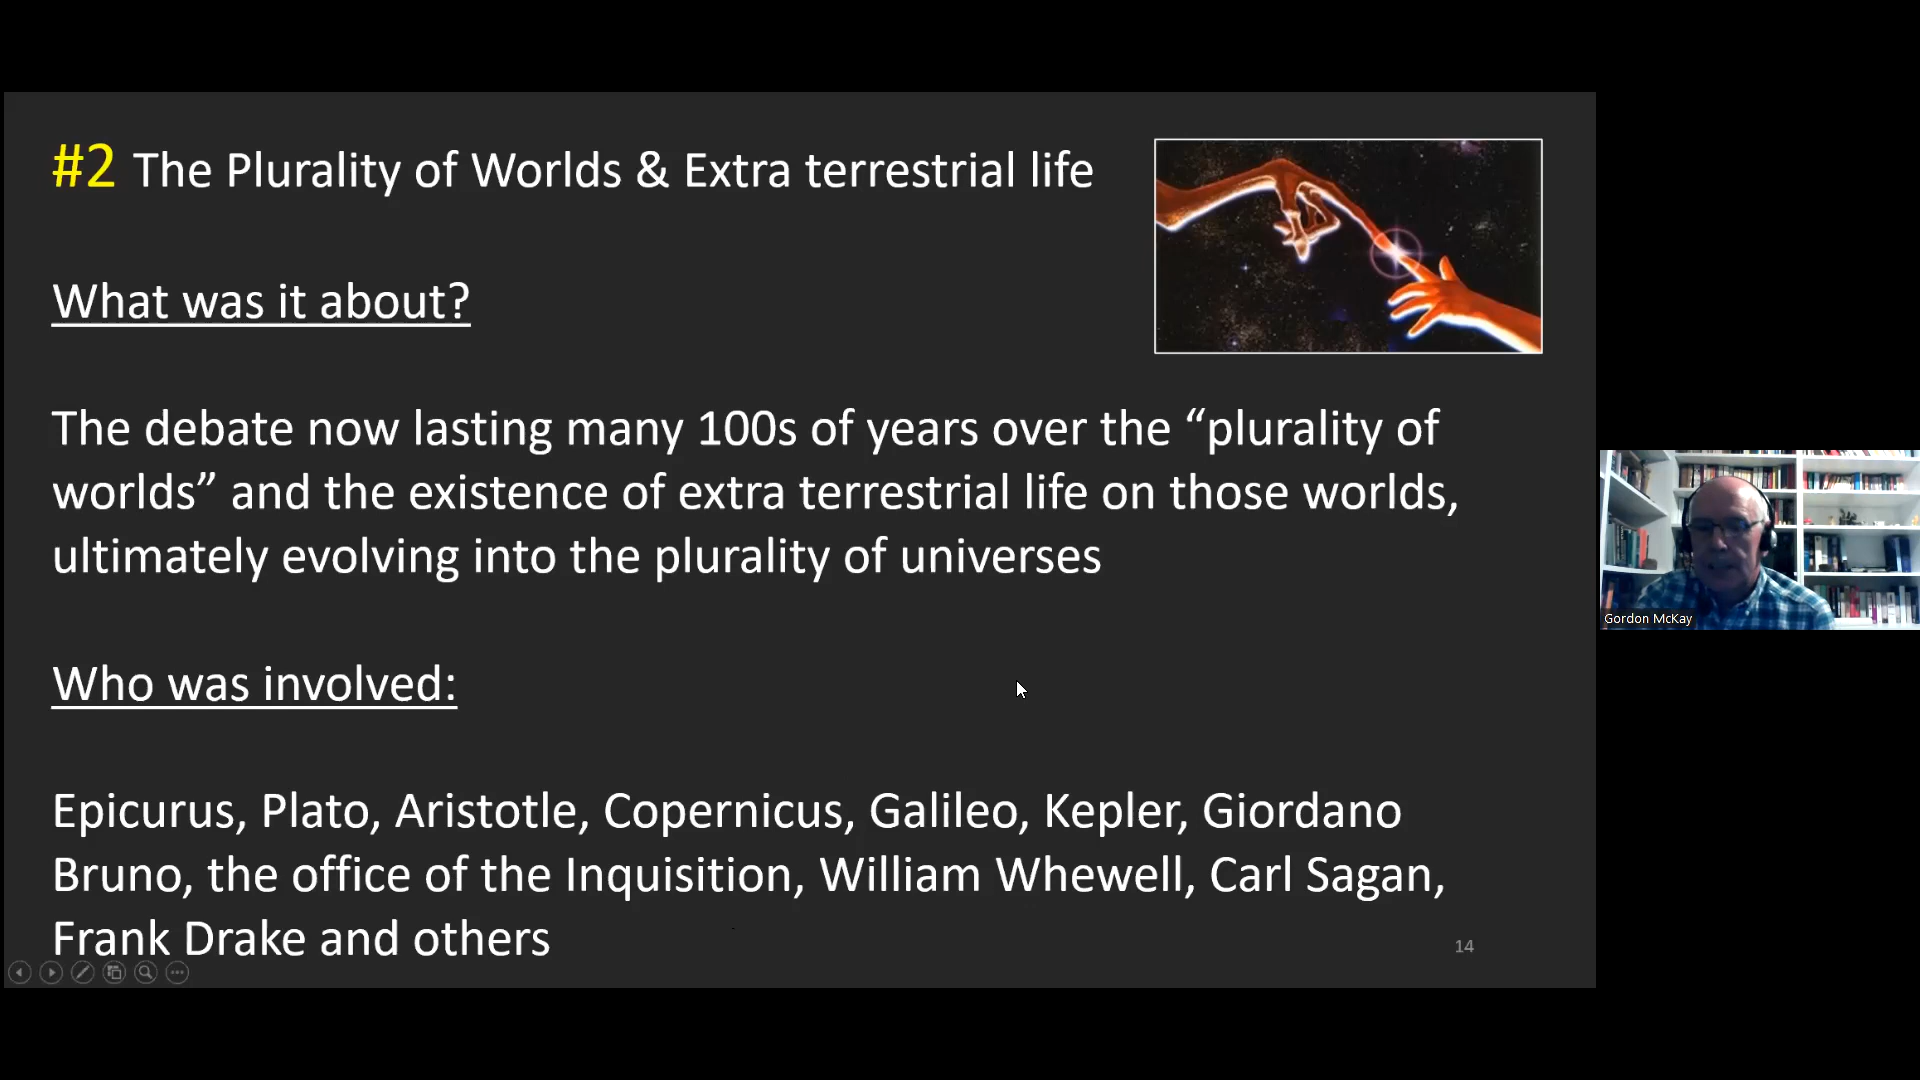 #2 The Plurality of Worlds & Extra terrestrial life
What was it about?
The debate now lasting many 100s of years over the “plurality of
worlds” and the existence of extra terrestrial life on those worlds,
ultimately evolving into the plurality of universes
Who was involved:
Epicurus, Plato, Aristotle, Copernicus, Galileo, Kepler, Giordano
Bruno, the office of the Inquisition, William Whewell, Carl Sagan,
Frank Drake and others
14
Gordon McKay